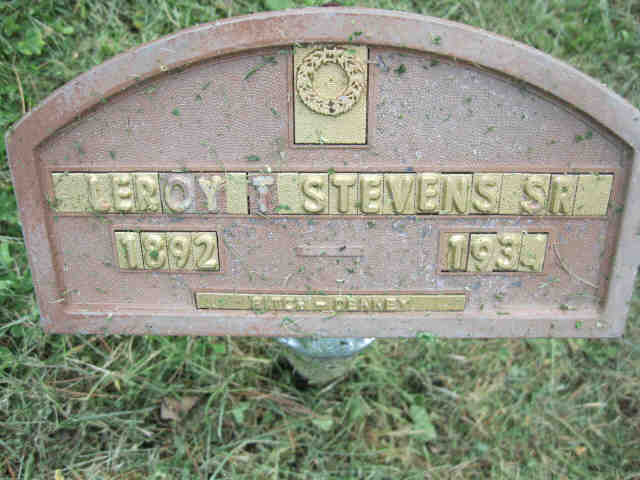 LEROY T STEVENS SR
1892 1934
FITCH - DENNEY